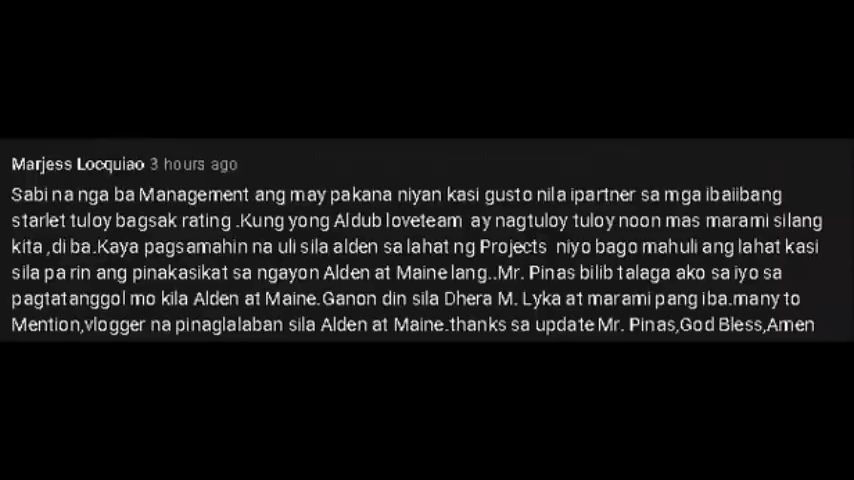 Marjess Locquiao 3 hours ago
Sabi na nga ba Management ang may pakana niyan kasi gusto nila ipartner sa mga ibaiibang
starlet tuloy bagsak rating .Kung yong Aldub loveteam ay nagtuloy tuloy noon mas marami silang
kita ,di ba.Kaya pagsamahin na uli sila alden sa lahat ng Projects niyo bago mahuli ang lahat kasi
sila pa rin ang pinakasikat sa ngayon Alden at Maine lang..Mr. Pinas bilib talaga ako sa iyo sa
pagtatanggol mo kila Alden at Maine.Ganon din sila Dhera M. Lyka at marami pang iba.many to
Mention,vlogger na pinaglalaban sila Alden at Maine.thanks sa update Mr. Pinas,God Bless,Amen